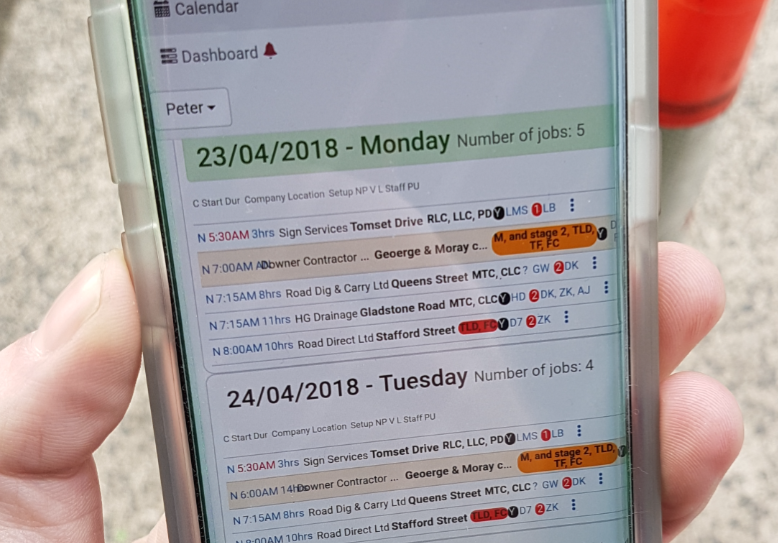 Calendar
Dashboard
Peter
23/04/2018 - Monday Number of jobs: 5
C Start Dur Company Location Setup NP V L Staff PU
N 5:30AM 3hrs Sign Services Tomset Drive RLC, LLC, PD Y LMS 1 LB
N 7:00AM Downer Contractor ... Geoerge & Moray c... M, and stage 2, TLD, TF, FC Y D
N 7:15AM 8hrs Road Dig & Carry Ltd Queens Street MTC, CLC ? GW 2 DK
N 7:15AM 11hrs HG Drainage Gladstone Road MTC, CLC Y HD 2 DK, ZK, AJ
N 8:00AM 10hrs Road Direct Ltd Stafford Street TLD, FC Y D7 2 ZK
24/04/2018 - Tuesday Number of jobs: 4
C Start Dur Company Location Setup NP V L Staff PU
N 5:30AM 3hrs Sign Services Tomset Drive RLC, LLC, PD Y LMS 1 LB
N 6:00AM 14hrs Downer Contractor ... Geoerge & Moray c... M, and stage 2, TLD, TF, FC Y
N 7:15AM 8hrs Road Dig & Carry Ltd Queens Street MTC, CLC ? GW 2 DK
N 8:00AM 10hrs Road Direct Ltd Stafford Street TLD, FC Y D7 2 ZK